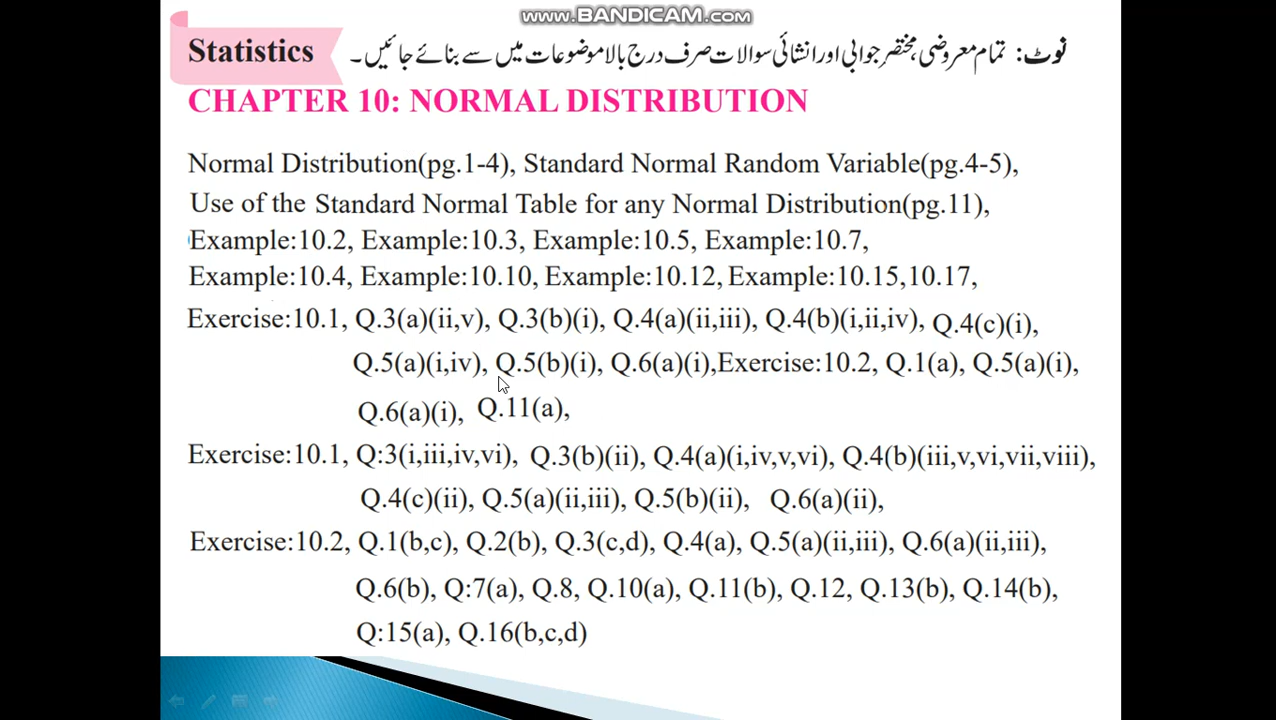 www.BANDICAM.com
Statistics
نوٹ: تمام معروضی، مختصر جوابی اور انشائی سوالات صرف درج بالا موضوعات میں سے بنائے جائیں۔
CHAPTER 10: NORMAL DISTRIBUTION
Normal Distribution(pg.1-4), Standard Normal Random Variable(pg.4-5),
Use of the Standard Normal Table for any Normal Distribution(pg.11),
Example:10.2, Example:10.3, Example:10.5, Example:10.7,
Example:10.4, Example:10.10, Example:10.12, Example:10.15,10.17,
Exercise:10.1, Q.3(a)(ii,v), Q.3(b)(i), Q.4(a)(ii,iii), Q.4(b)(i,ii,iv), Q.4(c)(i),
Q.5(a)(i,iv), Q.5(b)(i), Q.6(a)(i),Exercise:10.2, Q.1(a), Q.5(a)(i),
Q.6(a)(i), Q.11(a),
Exercise:10.1, Q:3(i,iii,iv,vi), Q.3(b)(ii), Q.4(a)(i,iv,v,vi), Q.4(b)(iii,v,vi,vii,viii),
Q.4(c)(ii), Q.5(a)(ii,iii), Q.5(b)(ii), Q.6(a)(ii),
Exercise:10.2, Q.1(b,c), Q.2(b), Q.3(c,d), Q.4(a), Q.5(a)(ii,iii), Q.6(a)(ii,iii),
Q.6(b), Q:7(a), Q.8, Q.10(a), Q.11(b), Q.12, Q.13(b), Q.14(b),
Q:15(a), Q.16(b,c,d)